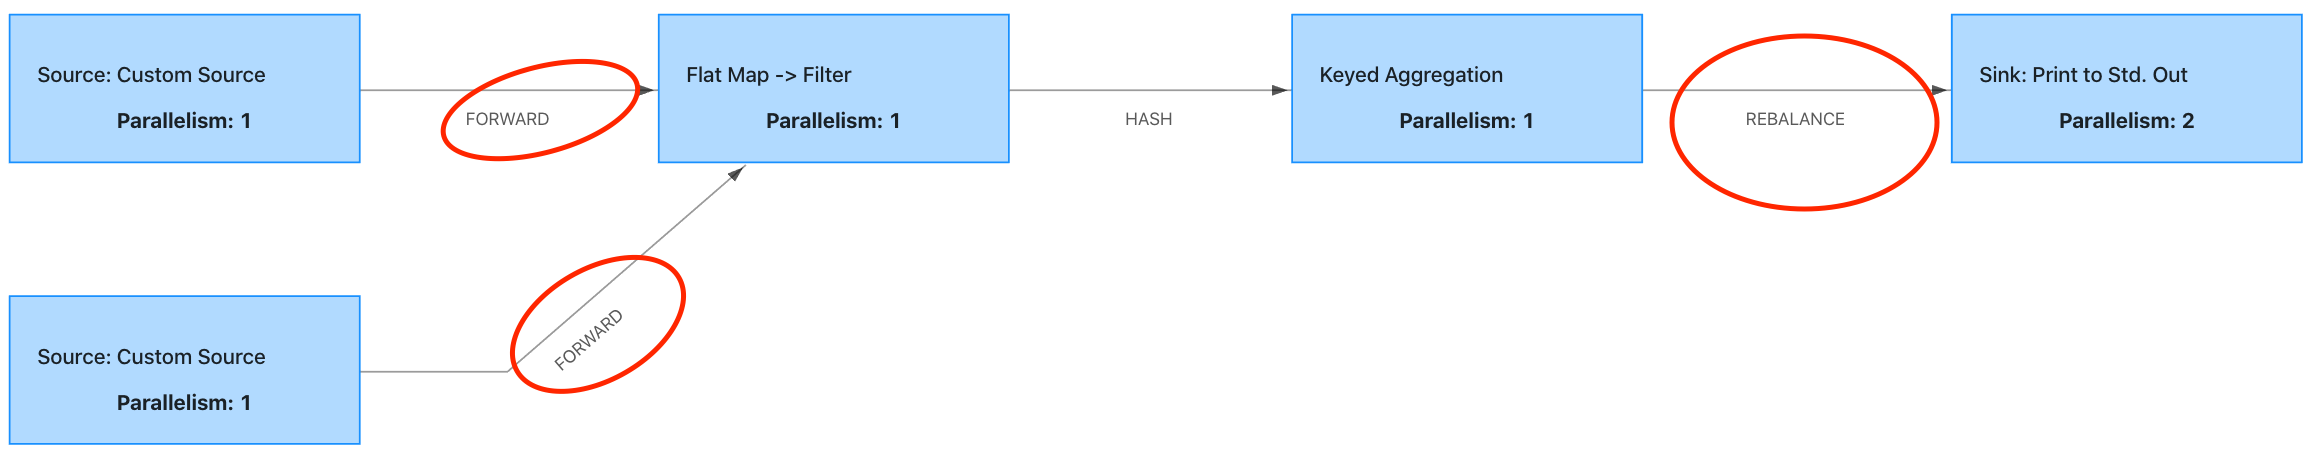 Source: Custom Source
Parallelism: 1
FORWARD
Flat Map -> Filter
Parallelism: 1
HASH
Keyed Aggregation
Parallelism: 1
REBALANCE
Sink: Print to Std. Out
Parallelism: 2
Source: Custom Source
Parallelism: 1
FORWARD